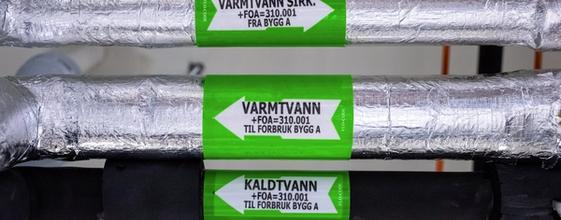 VARMTVANN SIRK.
+FOA=310.001
FRA BYGG A
VARMTVANN
+FOA=310.001
TIL FORBRUK BYGG A
KALDTVANN
+FOA=310.001
TIL FORBRUK BYGG A